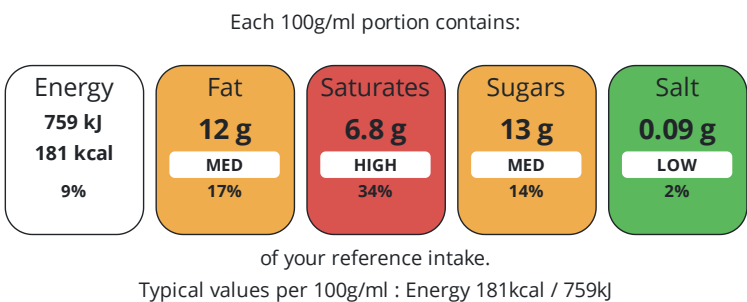 Each 100g/ml portion contains:
Energy
759 kJ
181 kcal
9%
Fat
12 g
MED
17%
Saturates
6.8 g
HIGH
34%
Sugars
13 g
MED
14%
Salt
0.09 g
LOW
2%
of your reference intake.
Typical values per 100g/ml : Energy 181kcal / 759kJ